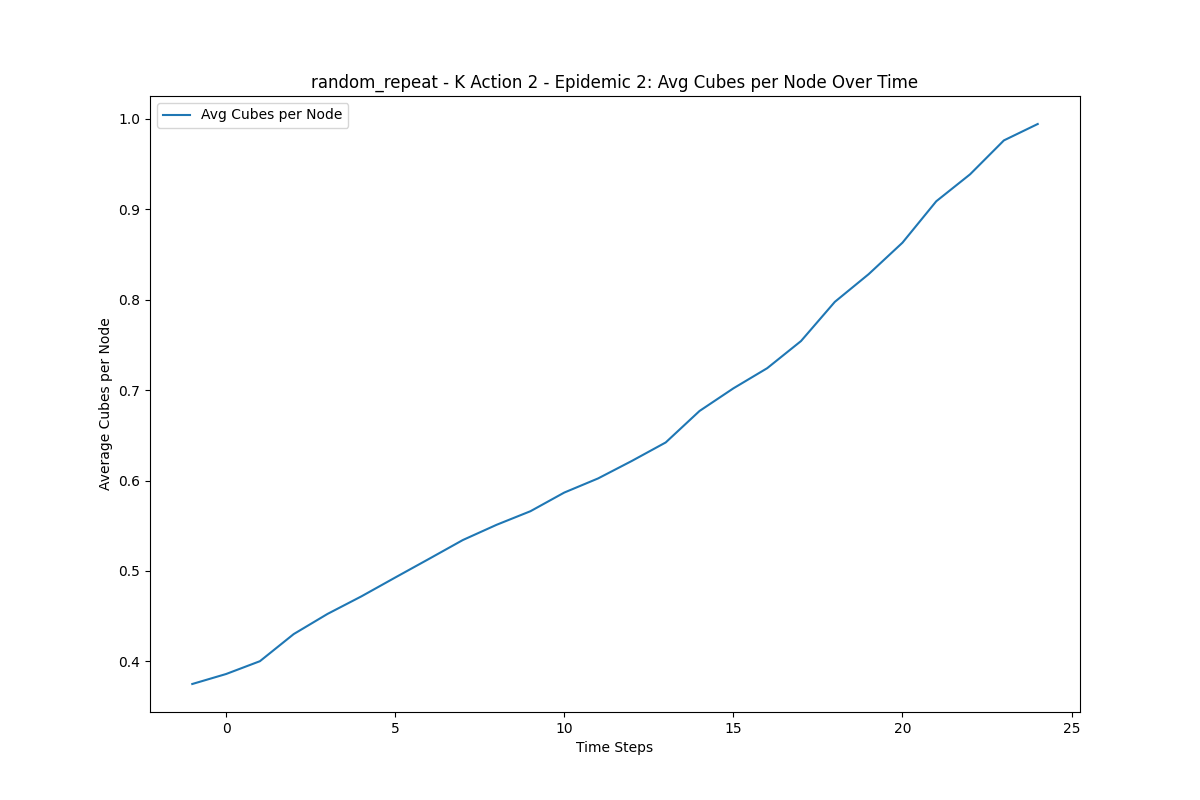 random_repeat - K Action 2 - Epidemic 2: Avg Cubes per Node Over Time
Avg Cubes per Node
1.0
0.9
0.8
0.7
0.6
0.5
0.4
Average Cubes per Node
0 5 10 15 20 25
Time Steps